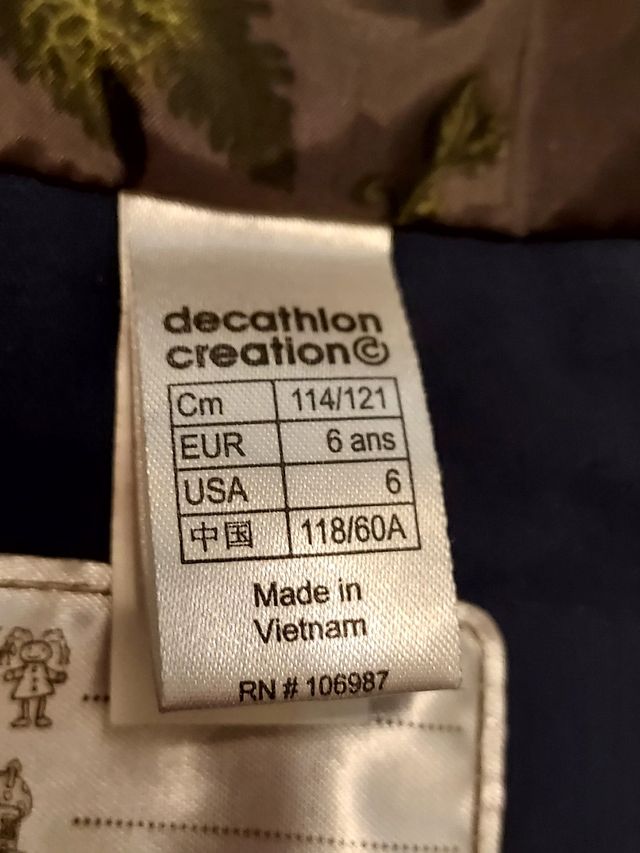 decathlon
creation©
Cm 114/121
EUR 6 ans
USA 6
中国 118/60A
Made in
Vietnam
RN # 106987